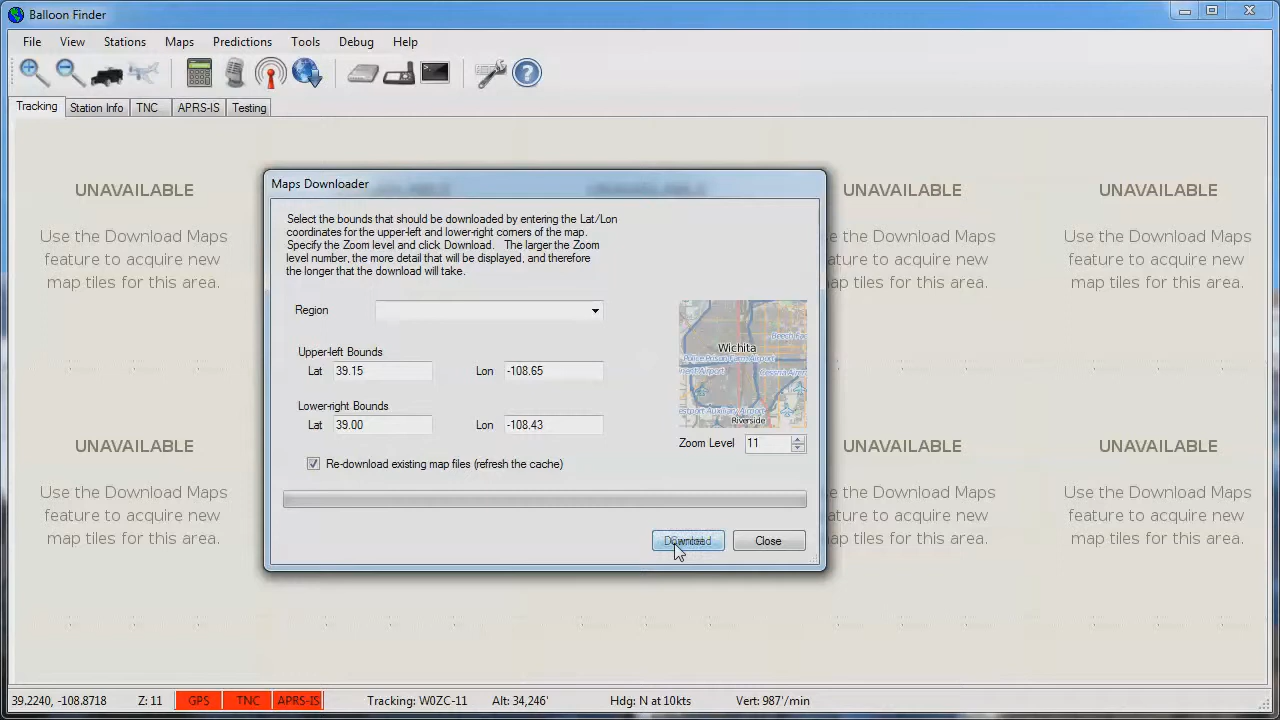 Balloon Finder
File View Stations Maps Predictions Tools Debug Help
Tracking Station Info TNC APRS-IS Testing
UNAVAILABLE
Use the Download Maps
feature to acquire new
map tiles for this area.
UNAVAILABLE
the Download Maps
ature to acquire new
p tiles for this area.
UNAVAILABLE
Use the Download Maps
feature to acquire new
map tiles for this area.
Maps Downloader
Select the bounds that should be downloaded by entering the Lat/Lon
coordinates for the upper-left and lower-right corners of the map.
Specify the Zoom level and click Download. The larger the Zoom
level number, the more detail that will be displayed, and therefore
the longer that the download will take.
Region
Upper-left Bounds
Lat 39.15 Lon -108.65
Lower-right Bounds
Lat 39.00 Lon -108.43
Wichita
Riverside
Zoom Level 11
Re-download existing map files (refresh the cache)
Close
UNAVAILABLE
Use the Download Maps
feature to acquire new
map tiles for this area.
UNAVAILABLE
the Download Maps
ature to acquire new
p tiles for this area.
UNAVAILABLE
Use the Download Maps
feature to acquire new
map tiles for this area.
39.2240, -108.8718 Z: 11 GPS TNC APRS-IS Tracking: W0ZC-11 Alt: 34,246' Hdg: N at 10kts Vert: 987'/min